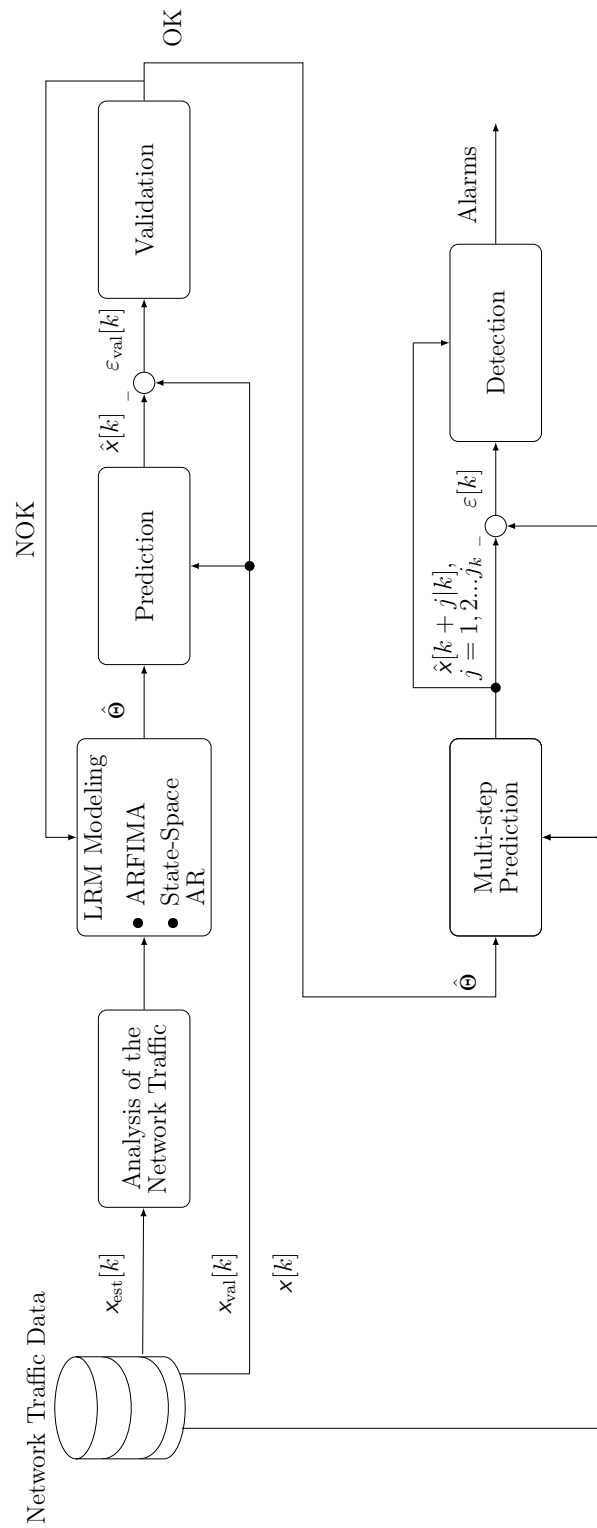 Network Traffic Data
x_est[k]
x_val[k]
x[k]
Analysis of the
Network Traffic
LRM Modeling
• ARFIMA
• State-Space
AR
Θ̂
Prediction
x̂[k]
−
ε_val[k]
Validation
NOK
OK
Θ̂
Multi-step
Prediction
x̂[k + j|k],
j = 1, 2...j_k
−
ε[k]
Detection
Alarms